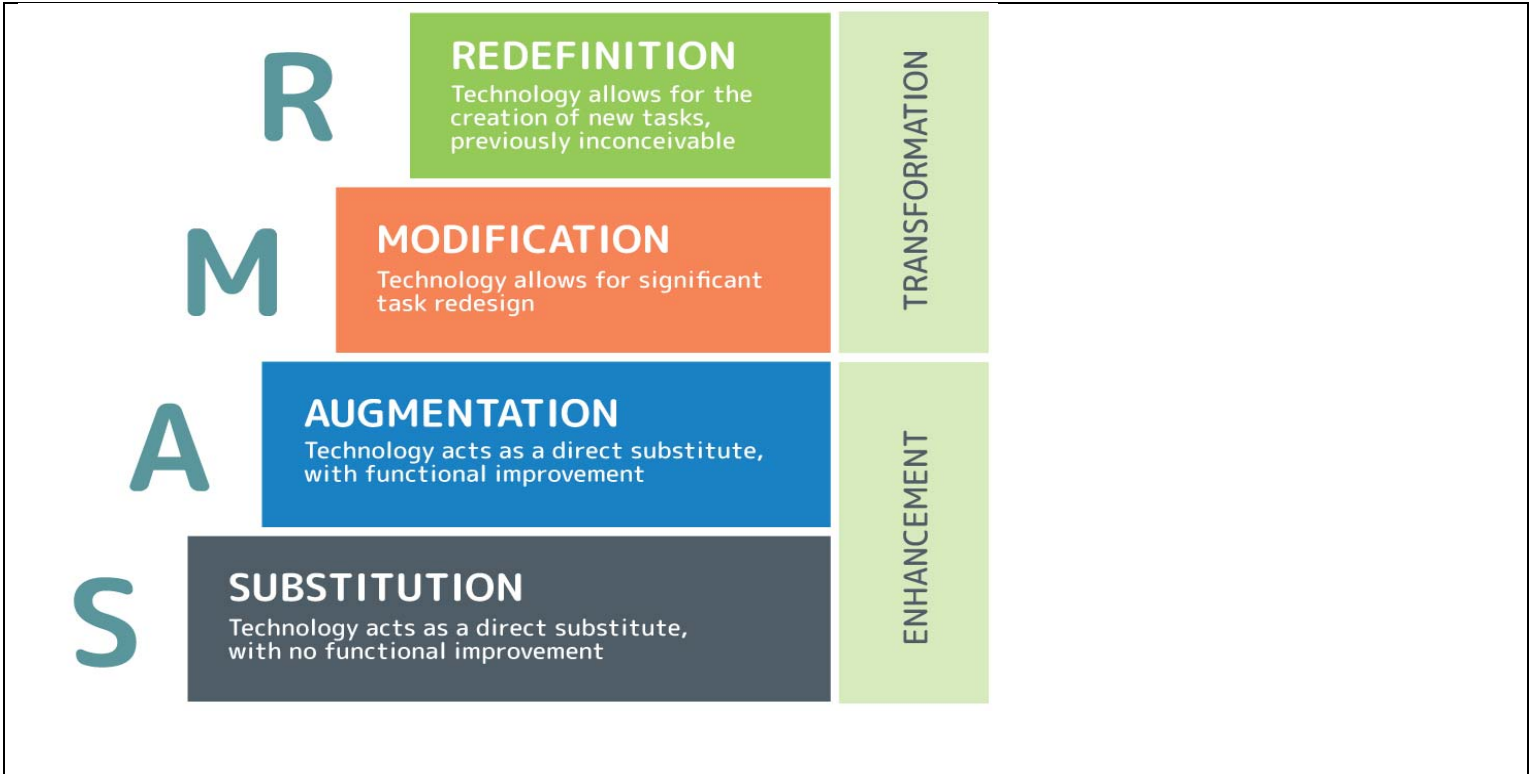 R
REDEFINITION
Technology allows for the
creation of new tasks,
previously inconceivable
M
MODIFICATION
Technology allows for significant
task redesign
TRANSFORMATION
A
AUGMENTATION
Technology acts as a direct substitute,
with functional improvement
S
SUBSTITUTION
Technology acts as a direct substitute,
with no functional improvement
ENHANCEMENT